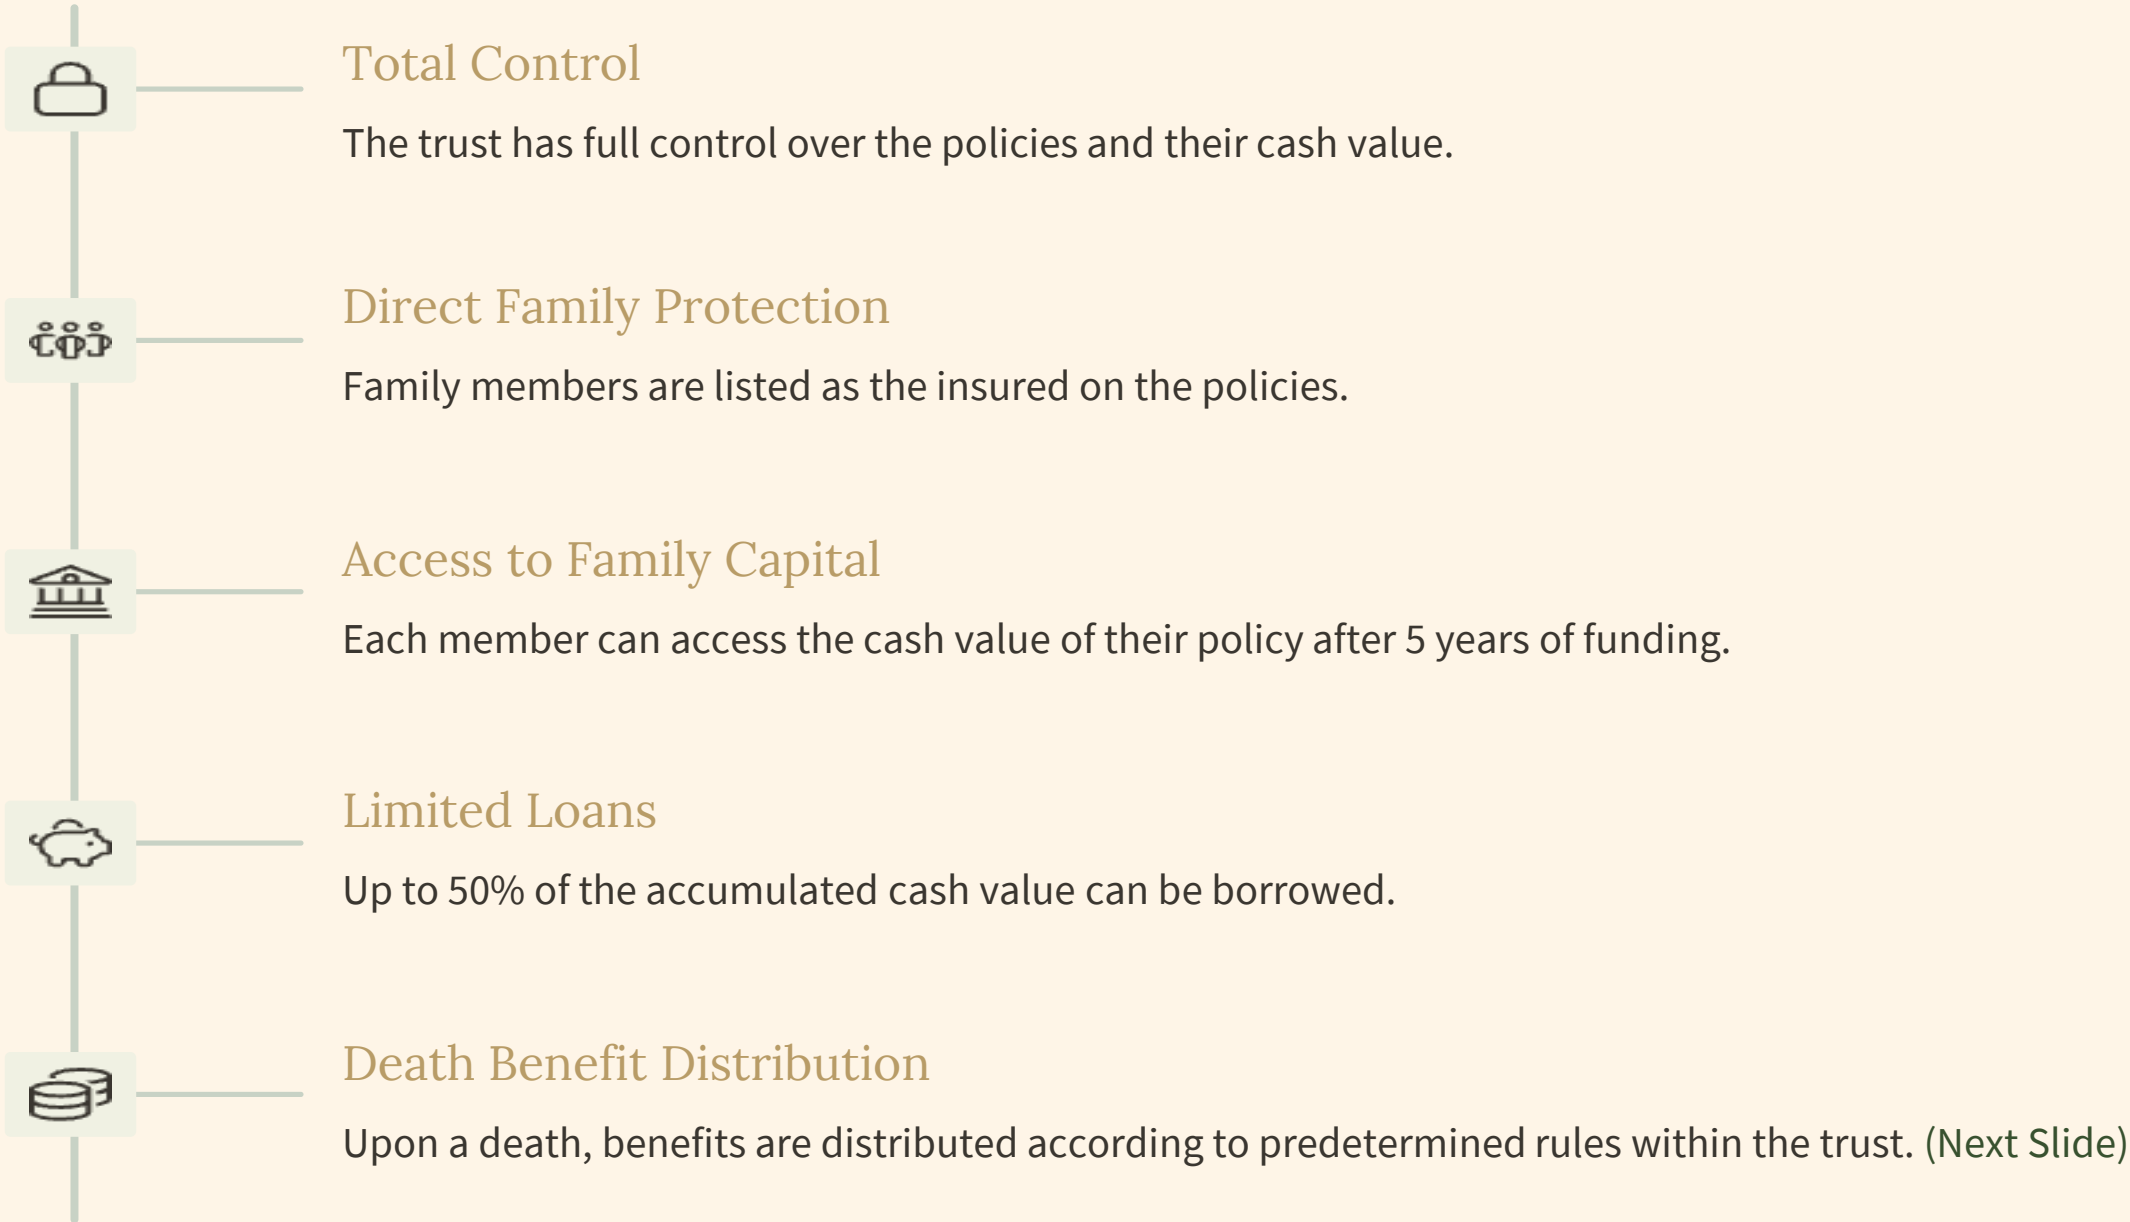 Total Control
The trust has full control over the policies and their cash value.
Direct Family Protection
Family members are listed as the insured on the policies.
Access to Family Capital
Each member can access the cash value of their policy after 5 years of funding.
Limited Loans
Up to 50% of the accumulated cash value can be borrowed.
Death Benefit Distribution
Upon a death, benefits are distributed according to predetermined rules within the trust. (Next Slide)